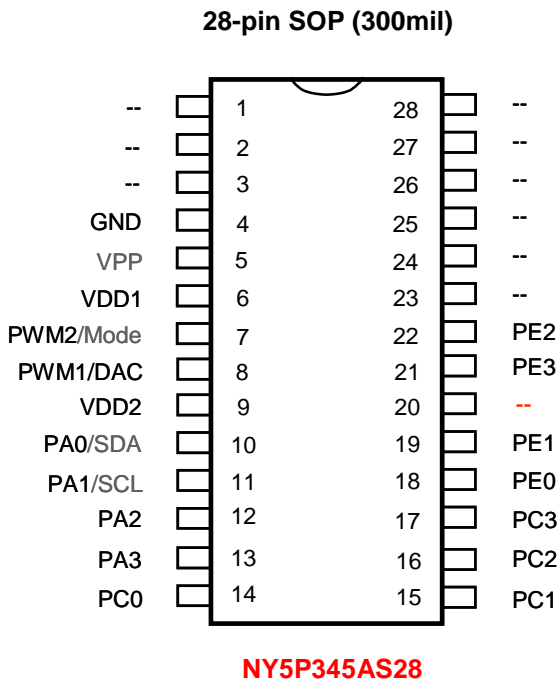 28-pin SOP (300mil)
-- 1 28 --
-- 2 27 --
-- 3 26 --
GND 4 25 --
VPP 5 24 --
VDD1 6 23 --
PWM2/Mode 7 22 PE2
PWM1/DAC 8 21 PE3
VDD2 9 20 --
PA0/SDA 10 19 PE1
PA1/SCL 11 18 PE0
PA2 12 17 PC3
PA3 13 16 PC2
PC0 14 15 PC1
NY5P345AS28